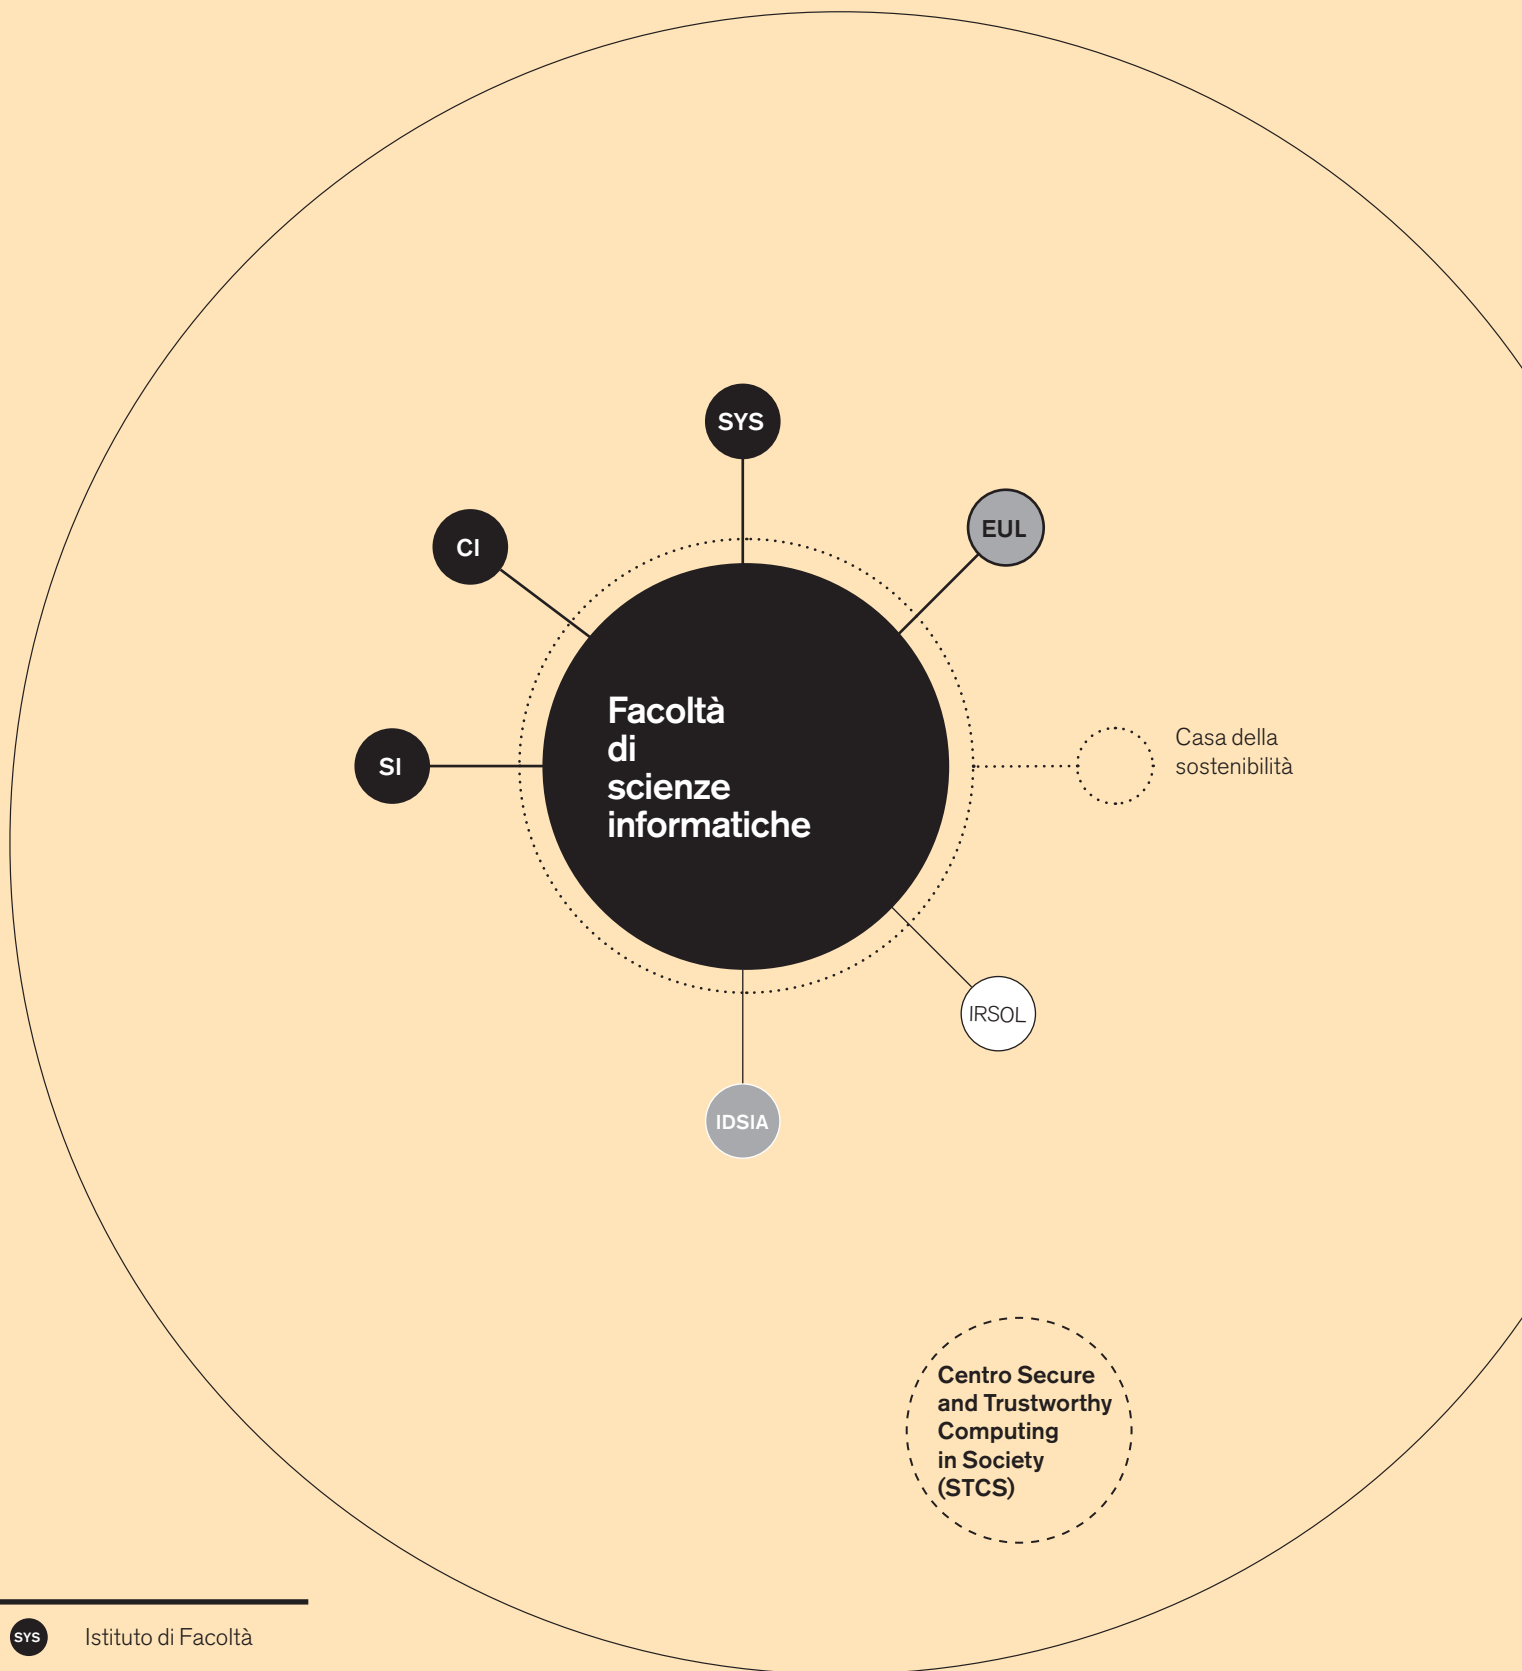 SYS
EUL
CI
Facoltà
di
scienze
informatiche
Casa della
sostenibilità
SI
IRSOL
IDSIA
Centro Secure
and Trustworthy
Computing
in Society
(STCS)
SYS Istituto di Facoltà